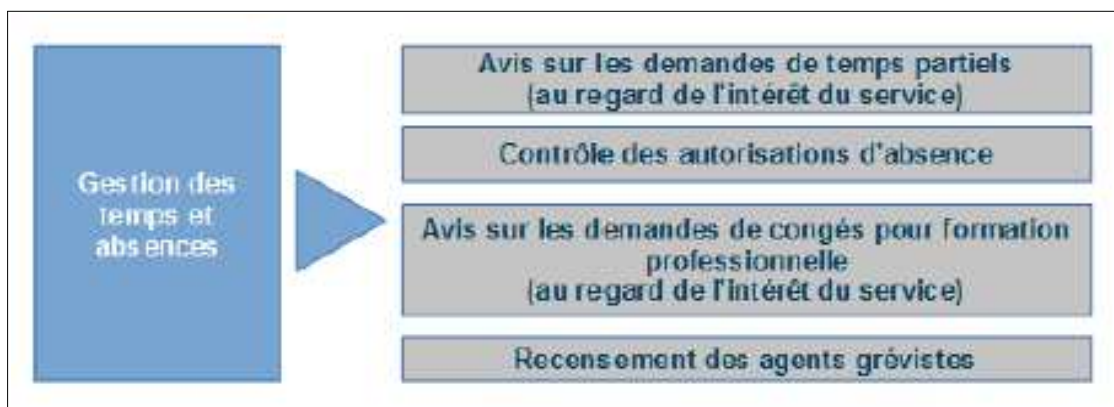 Gestion des
temps et
absences
Avis sur les demandes de temps partiels
(au regard de l'intérêt du service)
Contrôle des autorisations d'absence
Avis sur les demandes de congés pour formation
professionnelle
(au regard de l'intérêt du service)
Recensement des agents grévistes